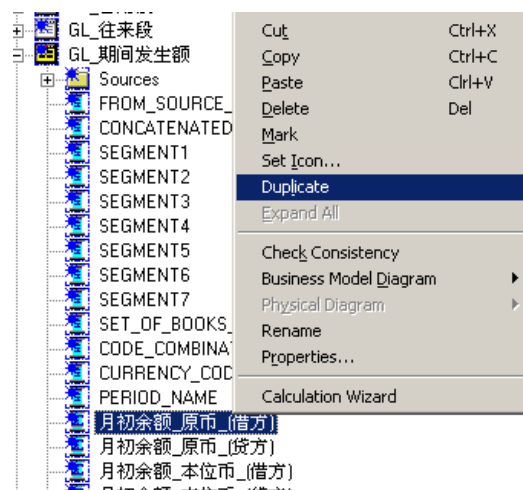 GL_往来段
GL_期间发生额
Sources
FROM_SOURCE_
CONCATENATED
SEGMENT1
SEGMENT2
SEGMENT3
SEGMENT4
SEGMENT5
SEGMENT6
SEGMENT7
SET_OF_BOOKS_
CODE_COMBINA
CURRENCY_COD
PERIOD_NAME
月初余额_原币_(借方)
月初余额_原币_(贷方)
月初余额_本位币_(借方)
Cut Ctrl+X
Copy Ctrl+C
Paste Clrl+V
Delete Del
Mark
Set Icon...
Duplicate
Expand All
Check Consistency
Business Model Diagram
Physical Diagram
Rename
Properties...
Calculation Wizard